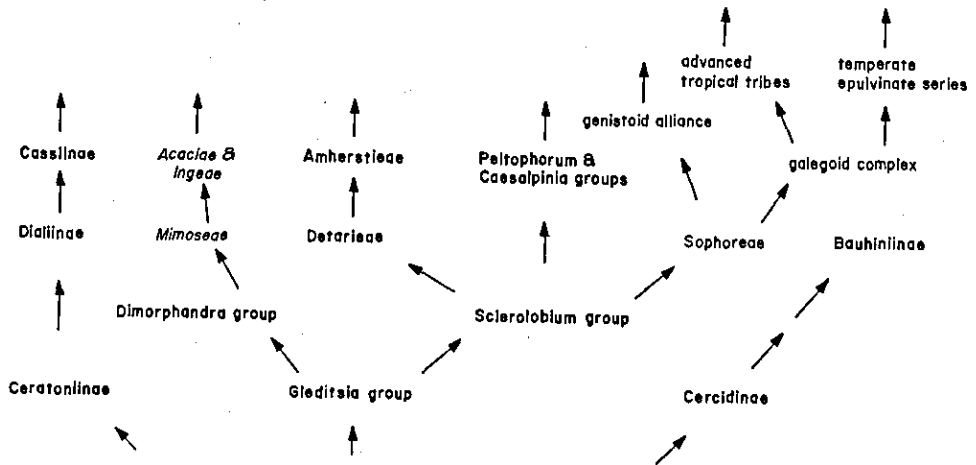 advanced
tropical tribes
temperate
epulvinate series
genistoid alliance
Cassiinae
Acaciae &
Ingeae
Amherstieae
Peltophorum &
Caesalpinia groups
galegoid complex
Dialiinae
Mimoseae
Detarieae
Sophoreae
Bauhiniinae
Dimorphandra group
Sclerolobium group
Ceratoniinae
Gleditsia group
Cercidinae